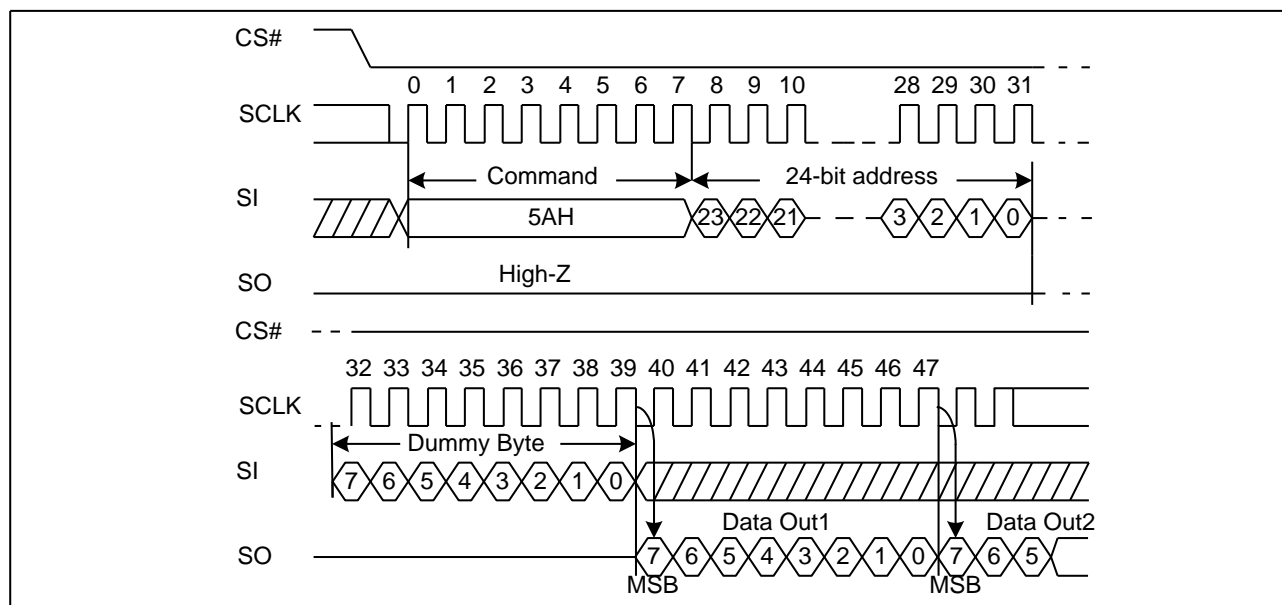 CS#
0 1 2 3 4 5 6 7 8 9 10 28 29 30 31
SCLK
Command 24-bit address
SI
5AH 23 22 21 3 2 1 0
High-Z
SO
CS#
32 33 34 35 36 37 38 39 40 41 42 43 44 45 46 47
SCLK
Dummy Byte
SI
7 6 5 4 3 2 1 0
Data Out1 Data Out2
SO
7 6 5 4 3 2 1 0 7 6 5
MSB MSB